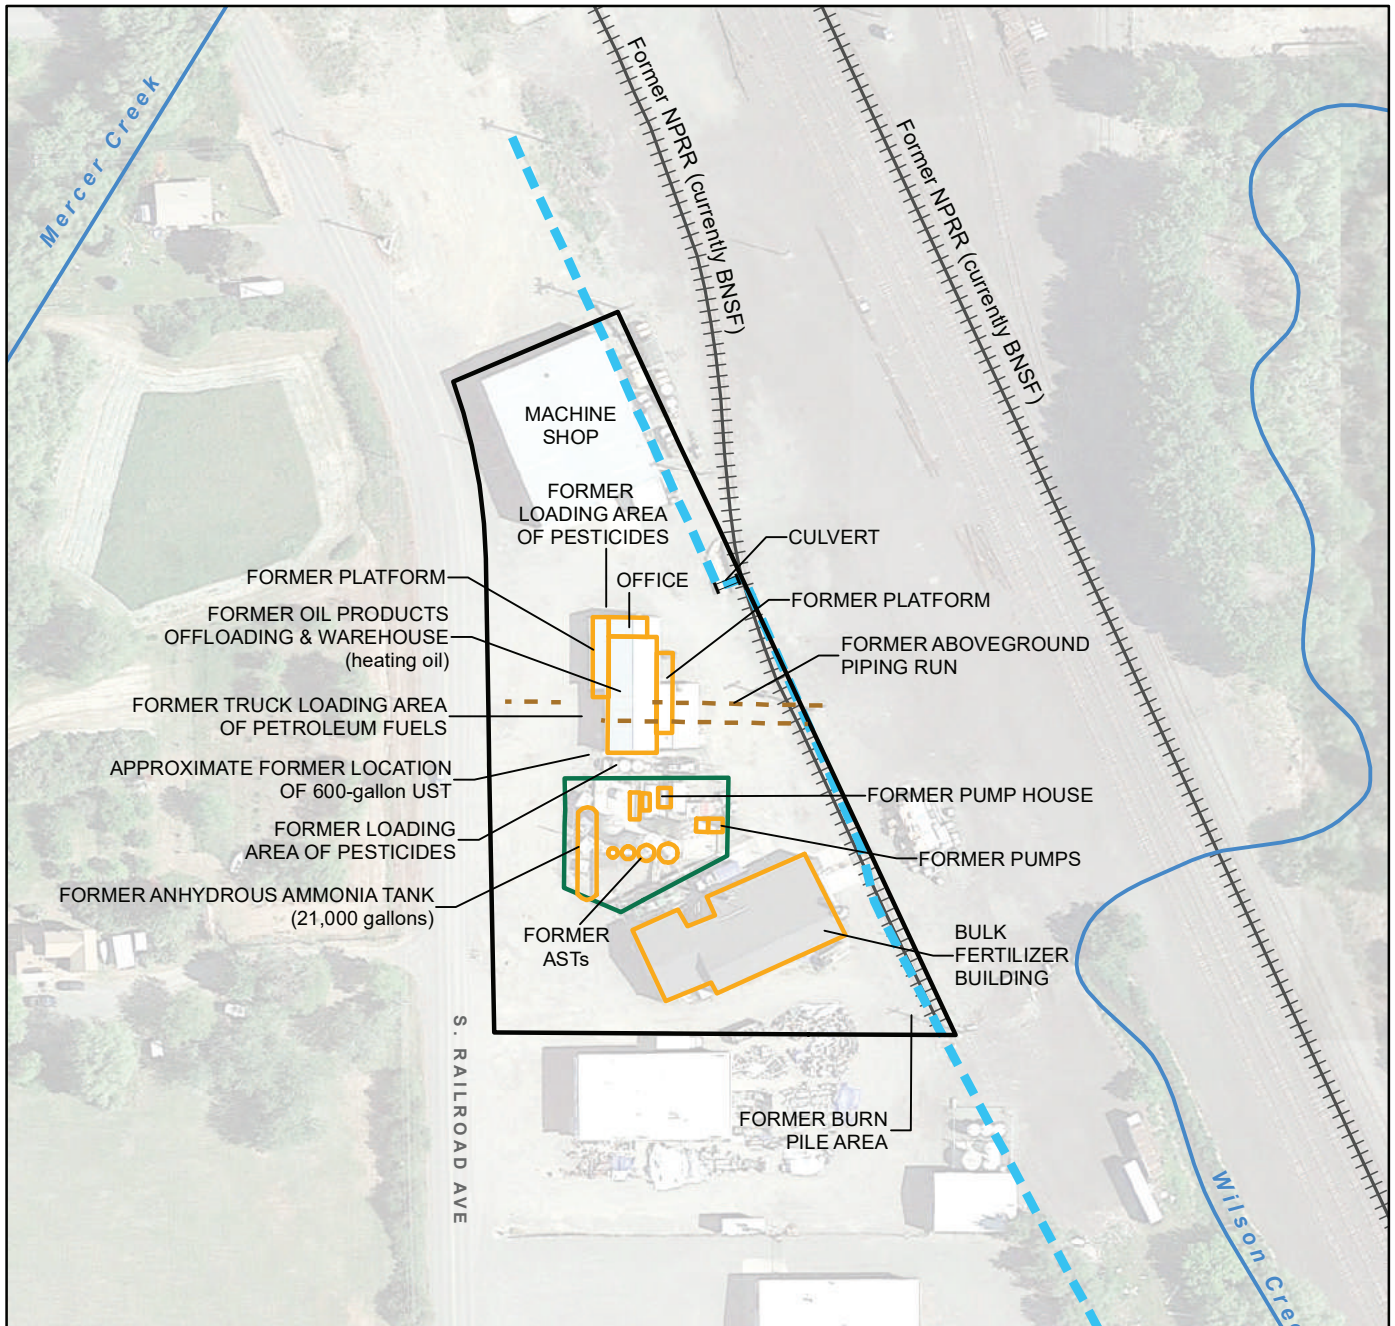 Mercer Creek
Former NPRR (currently BNSF)
Former NPRR (currently BNSF)
MACHINE
SHOP
FORMER
LOADING AREA
OF PESTICIDES
CULVERT
FORMER PLATFORM
OFFICE
FORMER PLATFORM
FORMER OIL PRODUCTS
OFFLOADING & WAREHOUSE
(heating oil)
FORMER ABOVEGROUND
PIPING RUN
FORMER TRUCK LOADING AREA
OF PETROLEUM FUELS
APPROXIMATE FORMER LOCATION
OF 600-gallon UST
FORMER PUMP HOUSE
FORMER LOADING
AREA OF PESTICIDES
FORMER PUMPS
FORMER ANHYDROUS AMMONIA TANK
(21,000 gallons)
FORMER
ASTs
BULK
FERTILIZER
BUILDING
S. RAILROAD AVE
FORMER BURN
PILE AREA
Wilson Cree